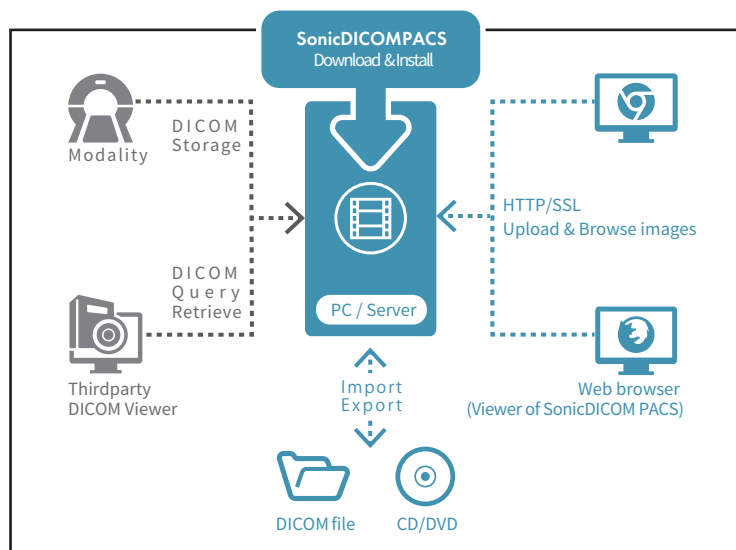 SonicDICOMPACS
Download & Install
DICOM
Storage
Modality
HTTP/SSL
Upload & Browse images
DICOM
Query
Retrieve
PC / Server
Thirdparty
DICOM Viewer
Import
Export
Web browser
(Viewer of SonicDICOM PACS)
DICOM file
CD/DVD